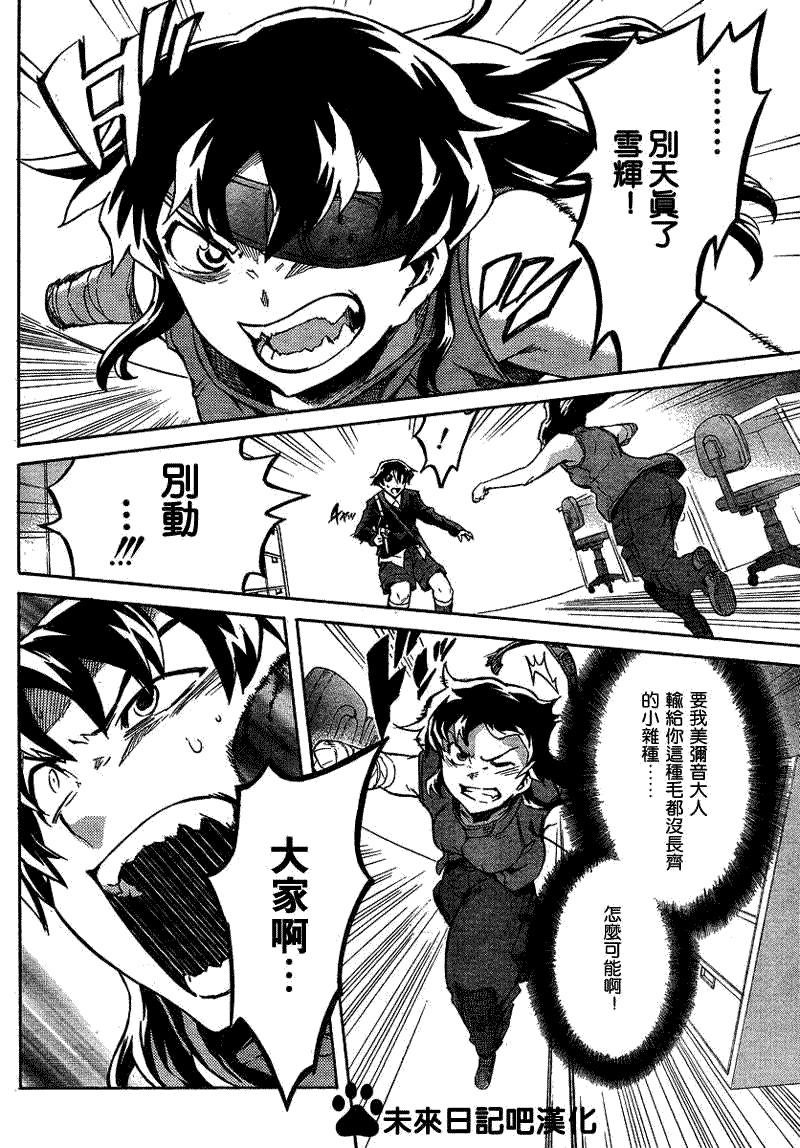 ………
別天眞了
雪輝！
！
別動
…!!!
要我美彌音大人
輸給你這種毛都沒長齊
的小雜種……
怎麼可能啊！
大家啊…
未來日記吧漢化